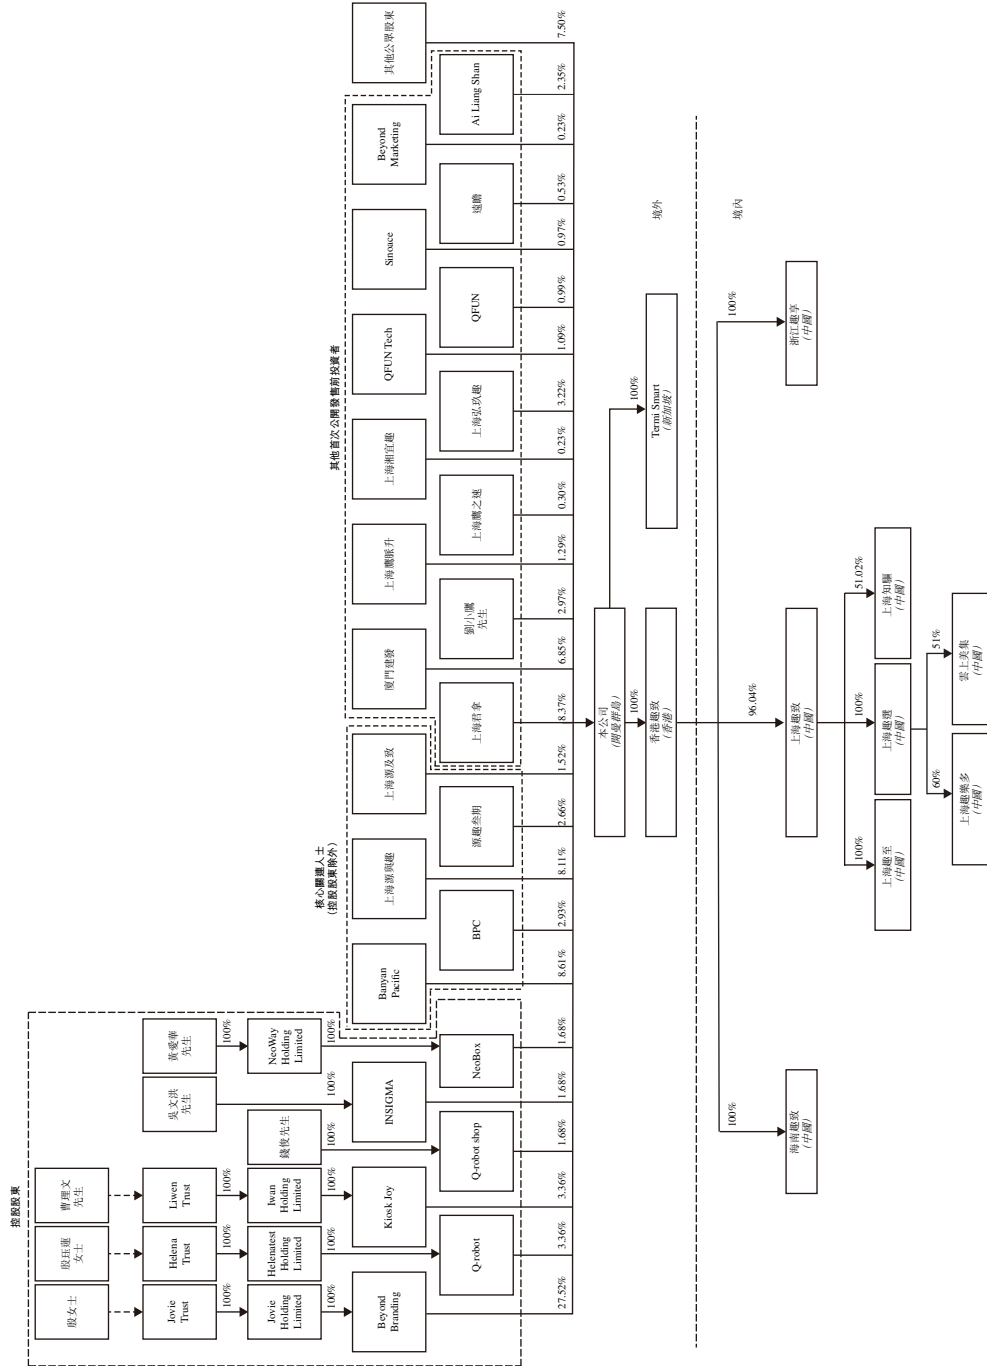 控股股東
殷女士
Jovie
Trust
100%
Jovie
Holding
Limited
100%
Beyond
Branding
27.52%
殷珏蓮
女士
Helena
Trust
100%
Helenatest
Holding
Limited
100%
Q-robot
3.36%
曹理文
先生
Liwen
Trust
100%
Iwan
Holding
Limited
100%
Kiosk Joy
3.36%
錢俊先生
100%
Q-robot shop
1.68%
吳文洪
先生
100%
INSIGMA
1.68%
黃愛華
先生
100%
NeoWay
Holding
Limited
100%
NeoBox
1.68%
核心關連人士
(控股股東除外)
Banyan
Pacific
8.61%
BPC
2.93%
上海源與趣
8.11%
源趣叁期
2.66%
上海源及致
1.52%
其他首次公開發售前投資者
上海君拿
8.37%
廈門建發
6.85%
劉小鷹
先生
2.97%
上海鷹脈升
1.29%
上海鷹之速
0.30%
上海湘宜趣
0.23%
上海弘玖趣
3.22%
QFUN Tech
1.09%
QFUN
0.99%
Sinoace
0.97%
遠瞻
0.53%
Beyond
Marketing
0.23%
Ai Liang Shan
2.35%
其他公眾股東
7.50%
本公司
(開曼群島)
100%
香港趣致
(香港)
100%
Termi Smart
(新加坡)
境外
境內
100%
海南趣致
(中國)
96.04%
上海趣致
(中國)
100%
浙江趣享
(中國)
100%
上海趣至
(中國)
100%
上海趣選
(中國)
51.02%
上海知驪
(中國)
60%
上海趣樂多
(中國)
51%
雲上美集
(中國)